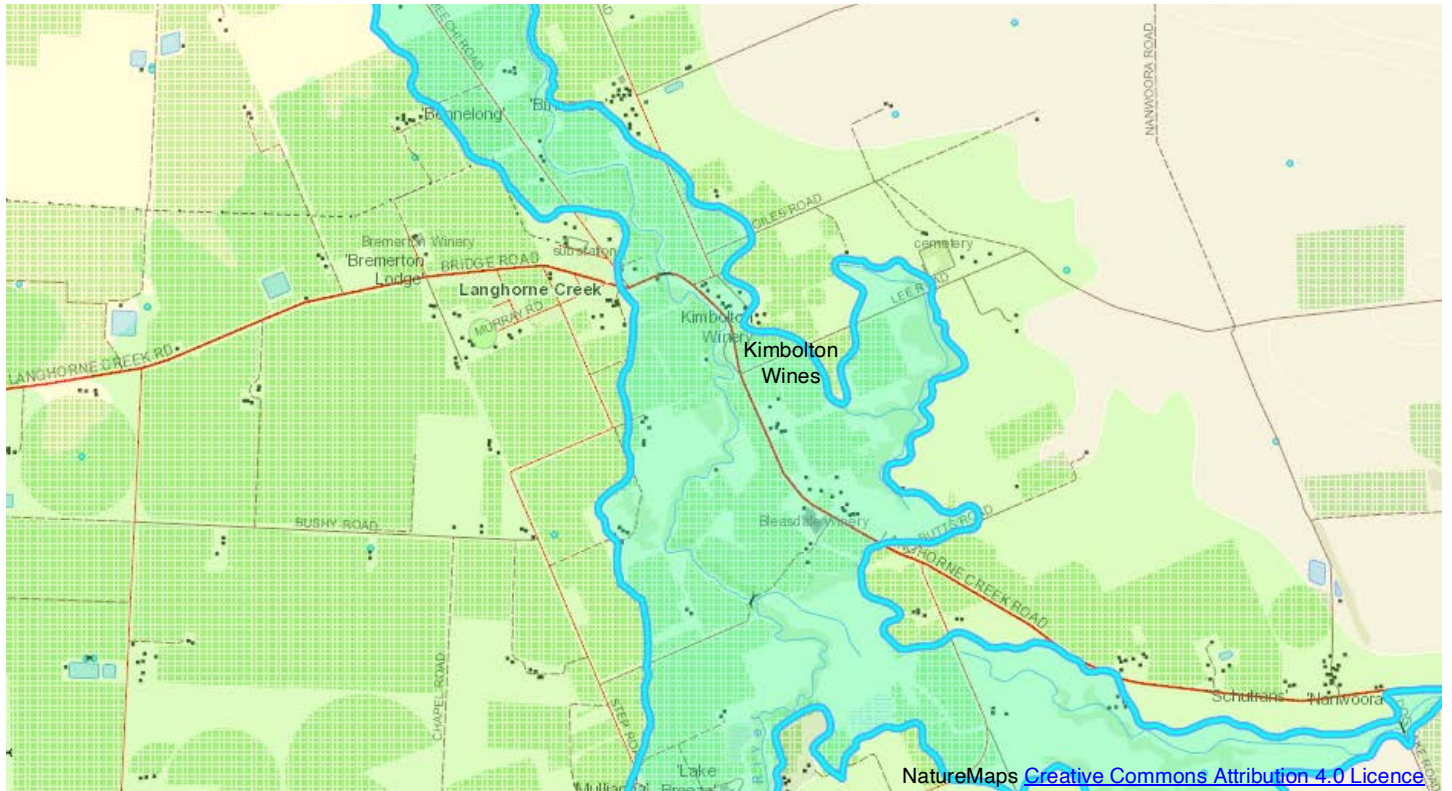 NANWOORA ROAD
'Bennelong'
GILES ROAD
cemetery
Bremerton Winery
'Bremerton
Lodge'
substation
BRIDGE ROAD
Langhorne Creek
MURRAY RD
LEE ROAD
Kimbolton
Winery
Kimbolton
Wines
LANGHORNE CREEK RD
BUSHY ROAD
Bleasdale Winery
BUTTS ROAD
LANGHORNE CREEK ROAD
CHAPEL ROAD
STEP ROAD
'Nanwoora'
'Lake
Breeze'
River
NatureMaps Creative Commons Attribution 4.0 Licence